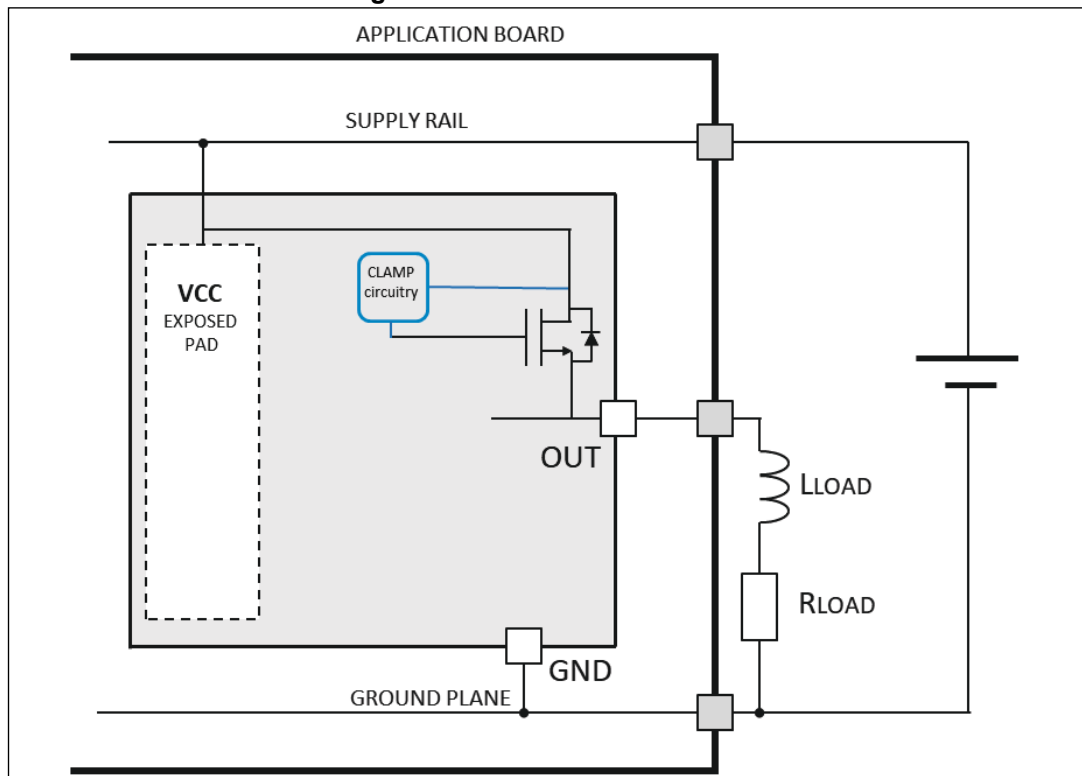 APPLICATION BOARD
SUPPLY RAIL
CLAMP
circuitry
VCC
EXPOSED
PAD
OUT
LLOAD
RLOAD
GND
GROUND PLANE